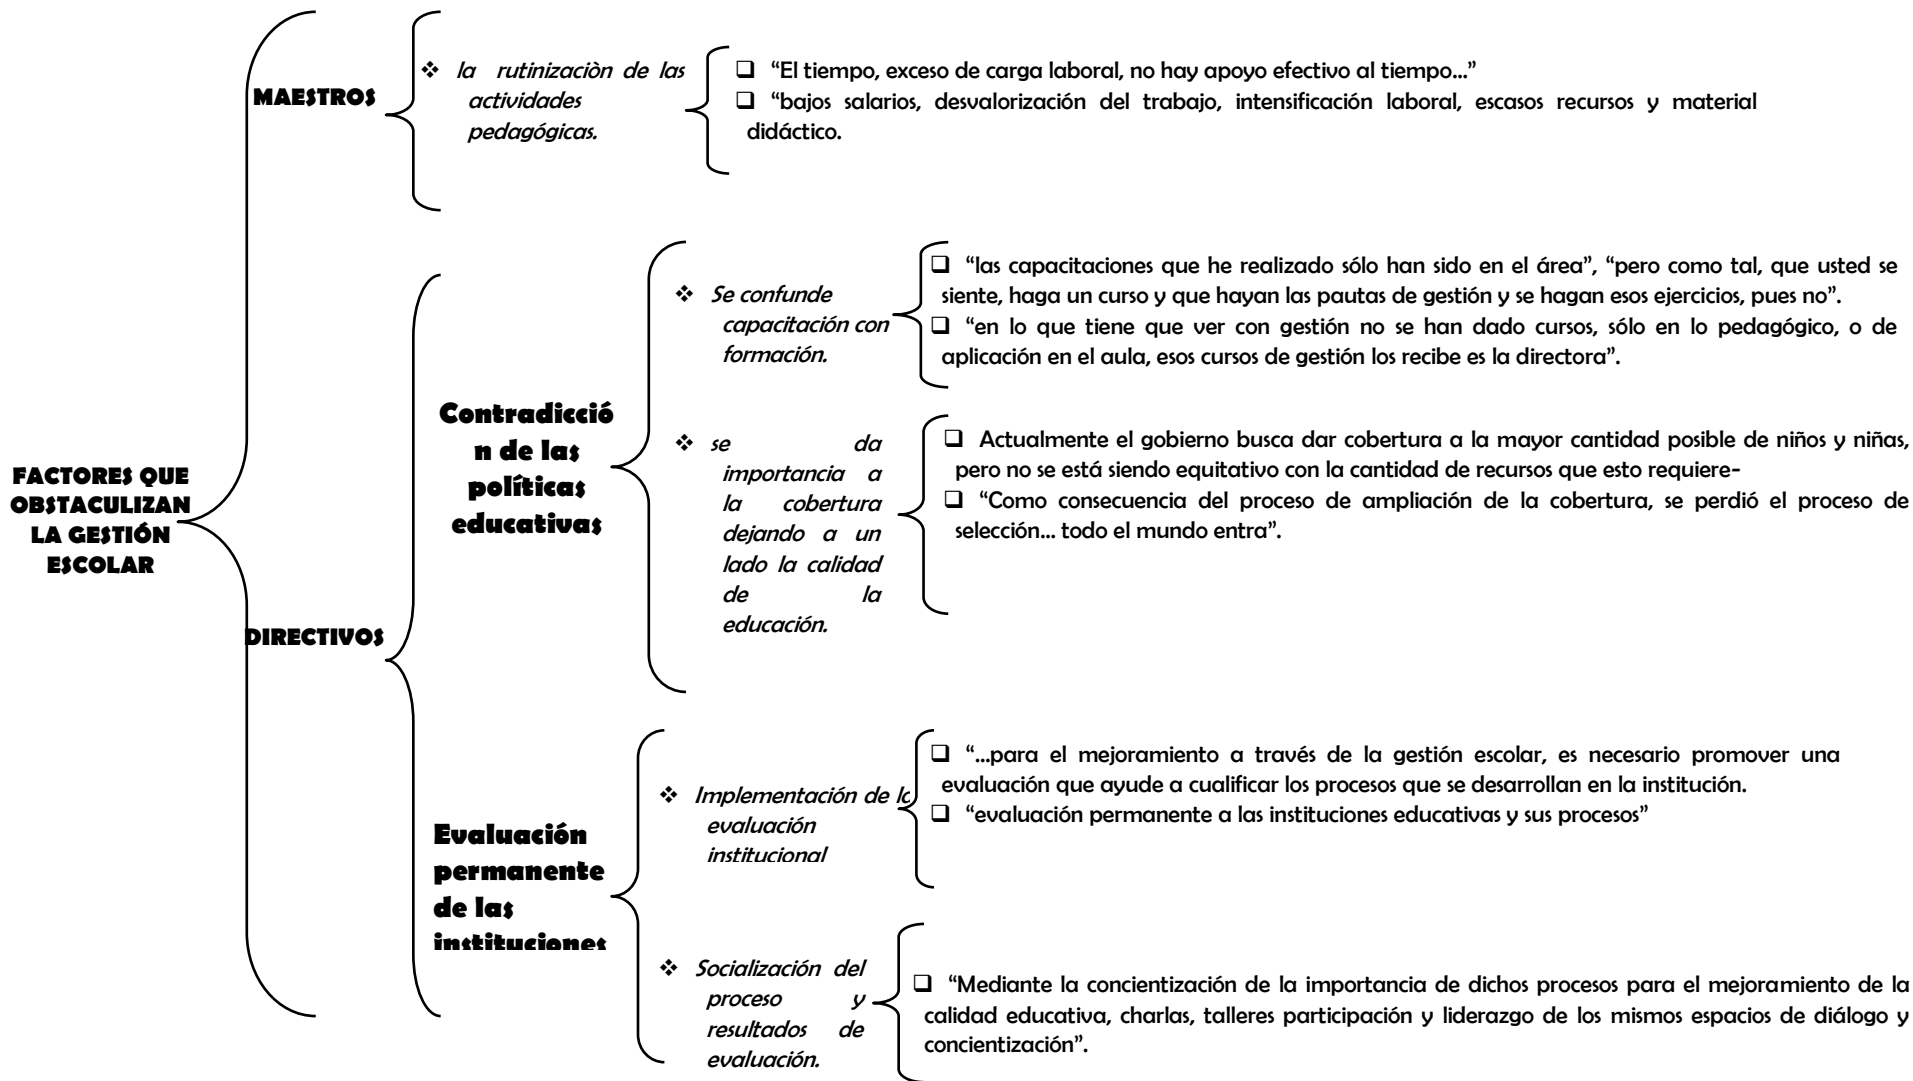 FACTORES QUE
OBSTACULIZAN
LA GESTIÓN
ESCOLAR
MAESTROS
❖ la rutinizaciòn de las
actividades
pedagógicas.
❑ “El tiempo, exceso de carga laboral, no hay apoyo efectivo al tiempo…”
❑ “bajos salarios, desvalorización del trabajo, intensificación laboral, escasos recursos y material
didáctico.
DIRECTIVOS
Contradicció
n de las
políticas
educativas
❖ Se confunde
capacitación con
formación.
❑ “las capacitaciones que he realizado sólo han sido en el área”, “pero como tal, que usted se
siente, haga un curso y que hayan las pautas de gestión y se hagan esos ejercicios, pues no”.
❑ “en lo que tiene que ver con gestión no se han dado cursos, sólo en lo pedagógico, o de
aplicación en el aula, esos cursos de gestión los recibe es la directora”.
❖ se da
importancia a
la cobertura
dejando a un
lado la calidad
de la
educación.
❑ Actualmente el gobierno busca dar cobertura a la mayor cantidad posible de niños y niñas,
pero no se está siendo equitativo con la cantidad de recursos que esto requiere-
❑ “Como consecuencia del proceso de ampliación de la cobertura, se perdió el proceso de
selección… todo el mundo entra”.
Evaluación
permanente
de las
instituciones
❖ Implementación de la
evaluación
institucional
❑ “…para el mejoramiento a través de la gestión escolar, es necesario promover una
evaluación que ayude a cualificar los procesos que se desarrollan en la institución.
❑ “evaluación permanente a las instituciones educativas y sus procesos”
❖ Socialización del
proceso y
resultados de
evaluación.
❑ “Mediante la concientización de la importancia de dichos procesos para el mejoramiento de la
calidad educativa, charlas, talleres participación y liderazgo de los mismos espacios de diálogo y
concientización”.